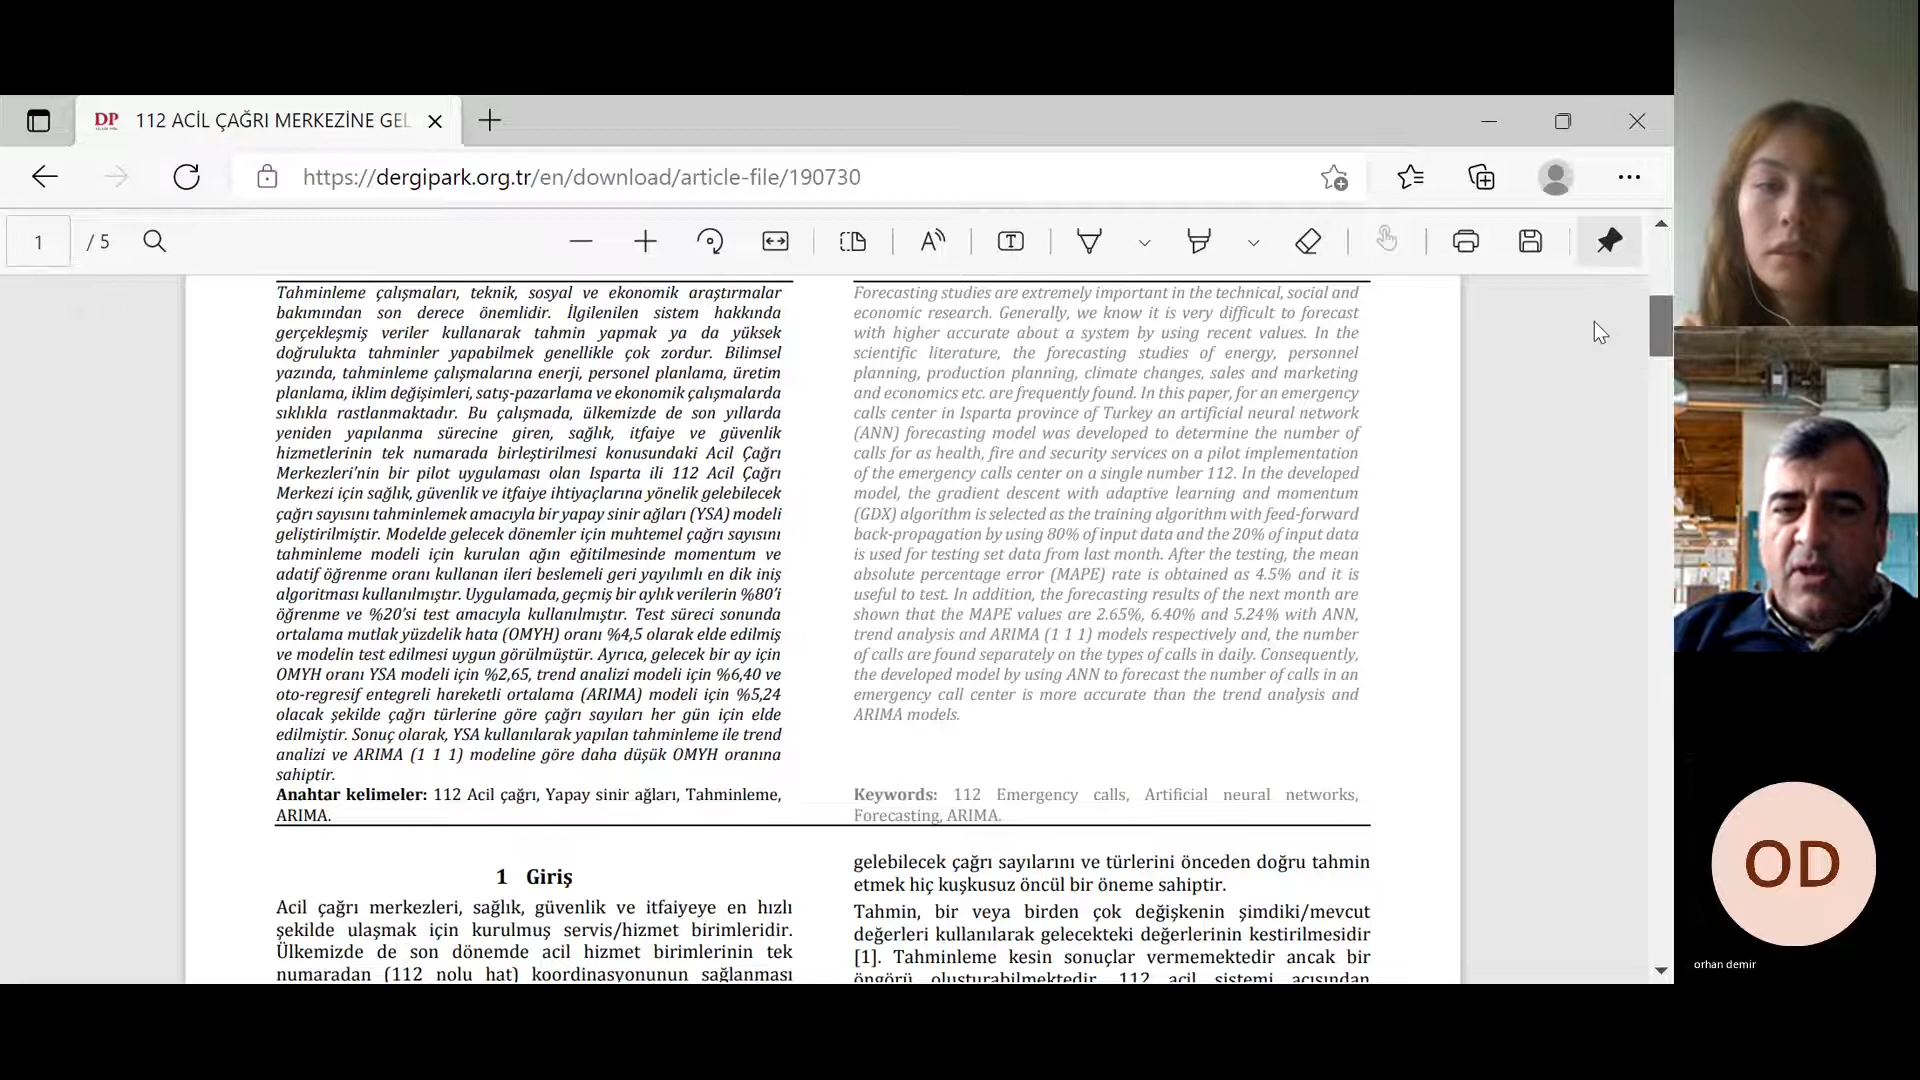 112 ACİL ÇAĞRI MERKEZİNE GEL
https://dergipark.org.tr/en/download/article-file/190730
1 / 5
Tahminleme çalışmaları, teknik, sosyal ve ekonomik araştırmalar
bakımından son derece önemlidir. İlgilenilen sistem hakkında
gerçekleşmiş veriler kullanarak tahmin yapmak ya da yüksek
doğrulukta tahminler yapabilmek genellikle çok zordur. Bilimsel
yazında, tahminleme çalışmalarına enerji, personel planlama, üretim
planlama, iklim değişimleri, satış-pazarlama ve ekonomik çalışmalarda
sıklıkla rastlanmaktadır. Bu çalışmada, ülkemizde de son yıllarda
yeniden yapılanma sürecine giren, sağlık, itfaiye ve güvenlik
hizmetlerinin tek numarada birleştirilmesi konusundaki Acil Çağrı
Merkezleri'nin bir pilot uygulaması olan Isparta ili 112 Acil Çağrı
Merkezi için sağlık, güvenlik ve itfaiye ihtiyaçlarına yönelik gelebilecek
çağrı sayısını tahminlemek amacıyla bir yapay sinir ağları (YSA) modeli
geliştirilmiştir. Modelde gelecek dönemler için muhtemel çağrı sayısını
tahminleme modeli için kurulan ağın eğitilmesinde momentum ve
adatif öğrenme oranı kullanan ileri beslemeli geri yayılımlı en dik iniş
algoritması kullanılmıştır. Uygulamada, geçmiş bir aylık verilerin %80'i
öğrenme ve %20'si test amacıyla kullanılmıştır. Test süreci sonunda
ortalama mutlak yüzdelik hata (OMYH) oranı %4,5 olarak elde edilmiş
ve modelin test edilmesi uygun görülmüştür. Ayrıca, gelecek bir ay için
OMYH oranı YSA modeli için %2,65, trend analizi modeli için %6,40 ve
oto-regresif entegreli hareketli ortalama (ARIMA) modeli için %5,24
olacak şekilde çağrı türlerine göre çağrı sayıları her gün için elde
edilmiştir. Sonuç olarak, YSA kullanılarak yapılan tahminleme ile trend
analizi ve ARIMA (1 1 1) modeline göre daha düşük OMYH oranına
sahiptir.
Anahtar kelimeler: 112 Acil çağrı, Yapay sinir ağları, Tahminleme,
ARIMA.
Forecasting studies are extremely important in the technical, social and
economic research. Generally, we know it is very difficult to forecast
with higher accurate about a system by using recent values. In the
scientific literature, the forecasting studies of energy, personnel
planning, production planning, climate changes, sales and marketing
and economics etc. are frequently found. In this paper, for an emergency
calls center in Isparta province of Turkey an artificial neural network
(ANN) forecasting model was developed to determine the number of
calls for as health, fire and security services on a pilot implementation
of the emergency calls center on a single number 112. In the developed
model, the gradient descent with adaptive learning and momentum
(GDX) algorithm is selected as the training algorithm with feed-forward
back-propagation by using 80% of input data and the 20% of input data
is used for testing set data from last month. After the testing, the mean
absolute percentage error (MAPE) rate is obtained as 4.5% and it is
useful to test. In addition, the forecasting results of the next month are
shown that the MAPE values are 2.65%, 6.40% and 5.24% with ANN,
trend analysis and ARIMA (1 1 1) models respectively and, the number
of calls are found separately on the types of calls in daily. Consequently,
the developed model by using ANN to forecast the number of calls in an
emergency call center is more accurate than the trend analysis and
ARIMA models.
Keywords: 112 Emergency calls, Artificial neural networks,
Forecasting, ARIMA.
1 Giriş
Acil çağrı merkezleri, sağlık, güvenlik ve itfaiyeye en hızlı
şekilde ulaşmak için kurulmuş servis/hizmet birimleridir.
Ülkemizde de son dönemde acil hizmet birimlerinin tek
numaradan (112 nolu hat) koordinasyonunun sağlanması
gelebilecek çağrı sayılarını ve türlerini önceden doğru tahmin
etmek hiç kuşkusuz öncül bir öneme sahiptir.
Tahmin, bir veya birden çok değişkenin şimdiki/mevcut
değerleri kullanılarak gelecekteki değerlerinin kestirilmesidir
[1]. Tahminleme kesin sonuçlar vermemektedir ancak bir
öngörü oluşturabilmektedir. 112 acil sistemi açısından
OD
orhan demir